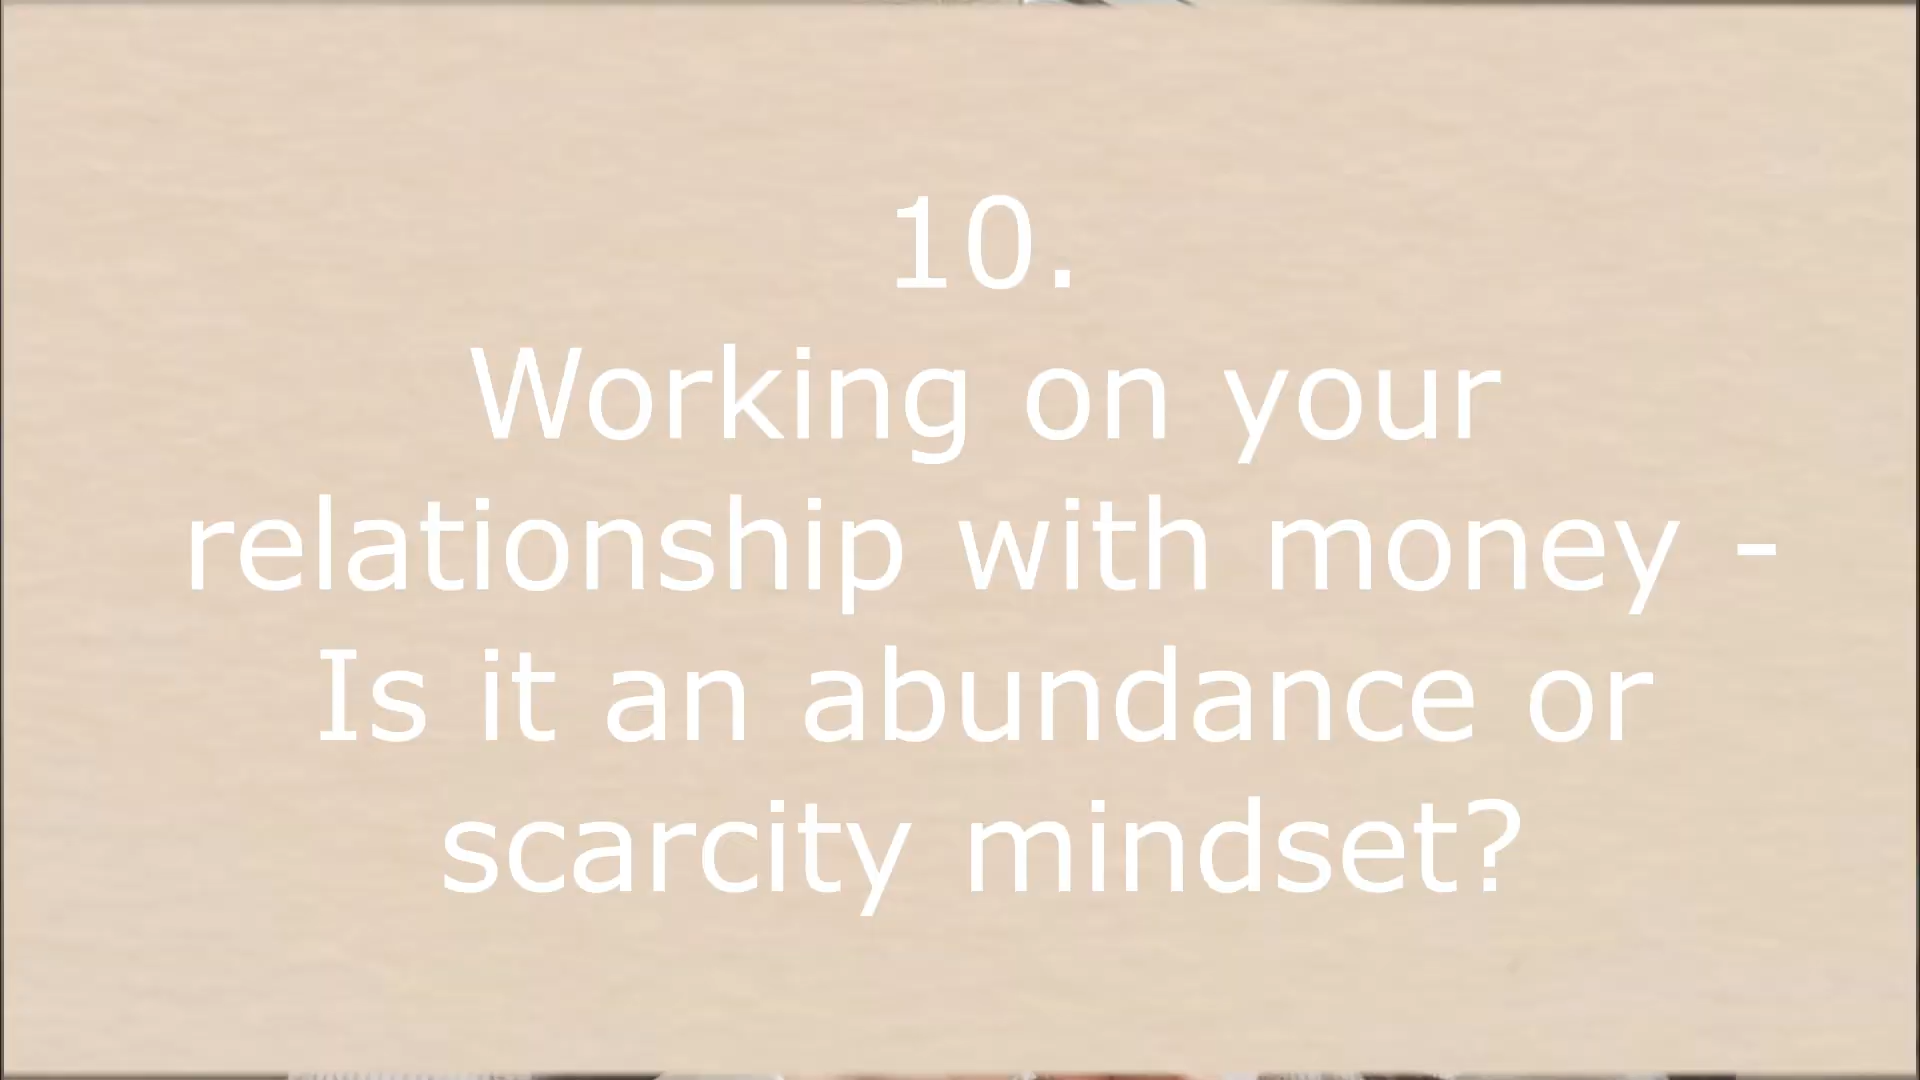 10.
Working on your
relationship with money -
Is it an abundance or
scarcity mindset?